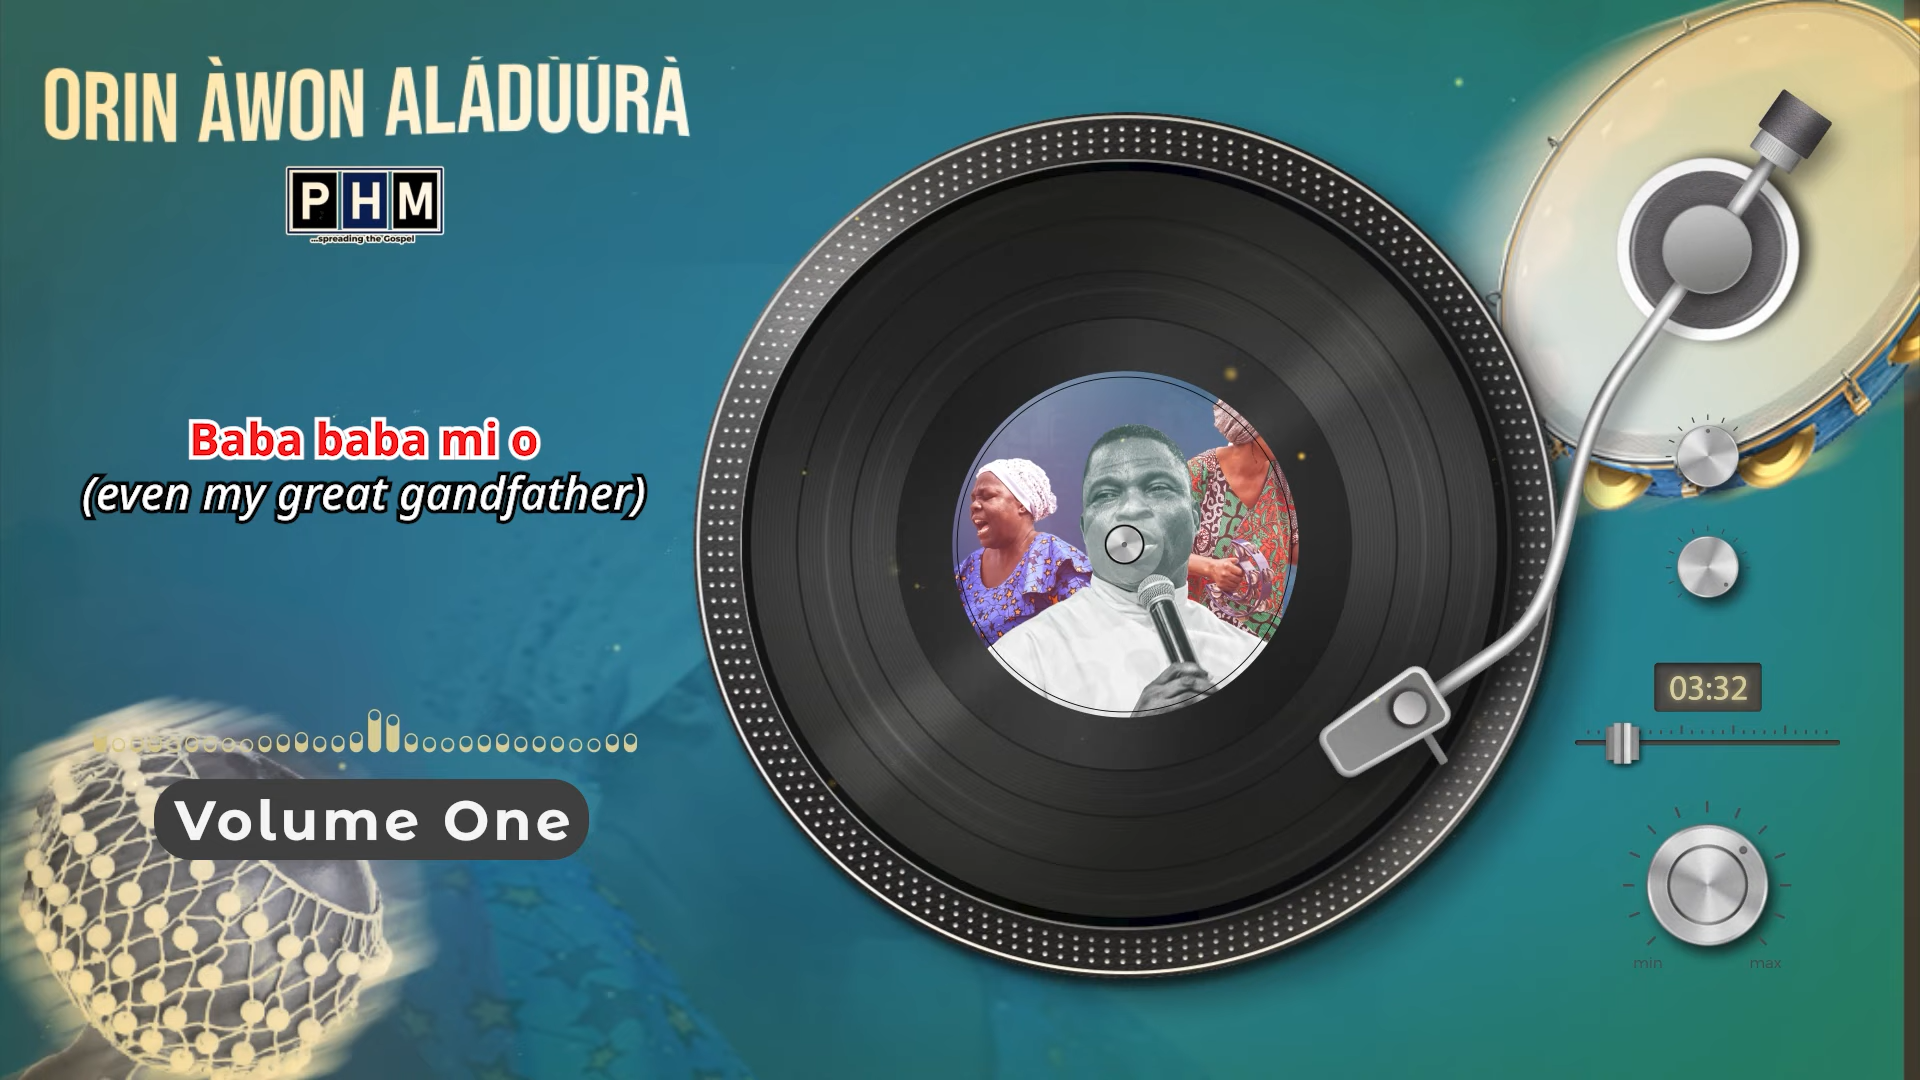 ORIN ÀWON ALÁDÙÚRÀ
PHM
...spreading the Gospel
Baba baba mi o
(even my great gandfather)
Volume One
03:32
min max